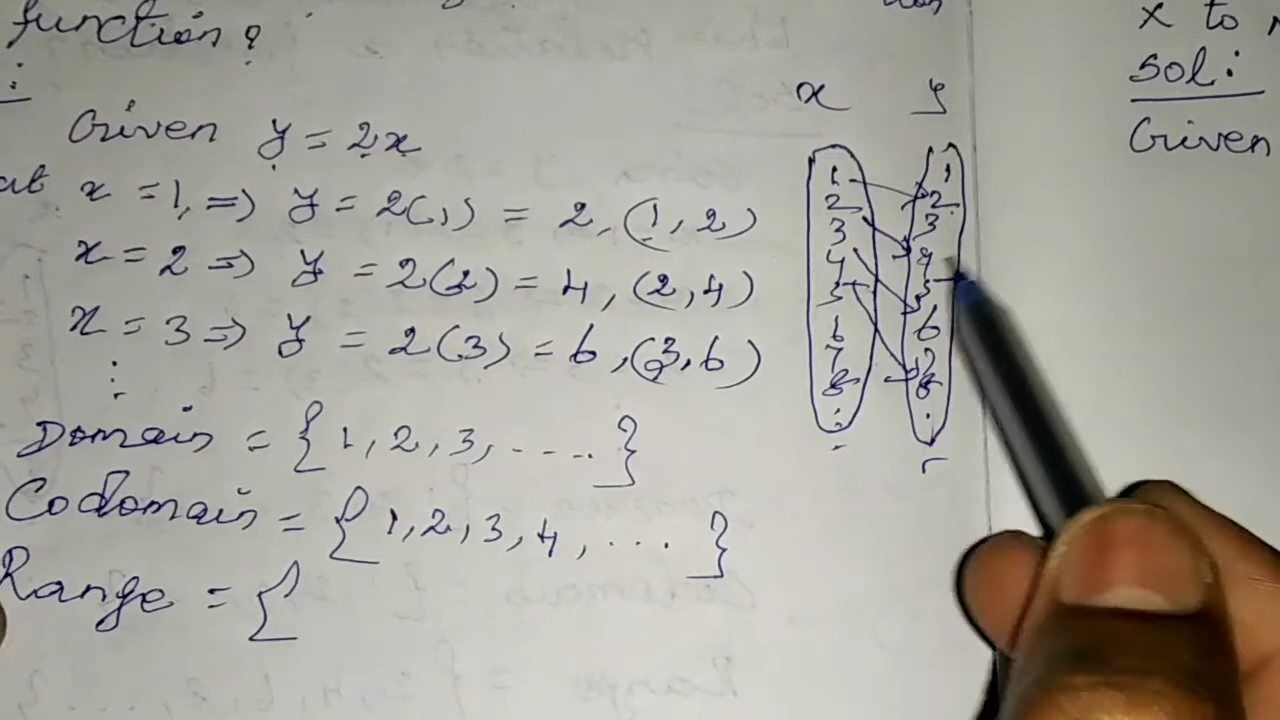 function?
:
Given y = 2x
at x = 1, => y = 2(1) = 2, (1, 2)
x = 2 => y = 2(2) = 4, (2, 4)
x = 3 => y = 2(3) = 6, (3, 6)
⋮
Domain = { 1, 2, 3, ..... }
Codomain = { 1, 2, 3, 4, ... }
Range = {
x y
1 1
2 2
3 3
4 4
5 5
6 6
7 7
8 8
: :
x to
Sol:
Given